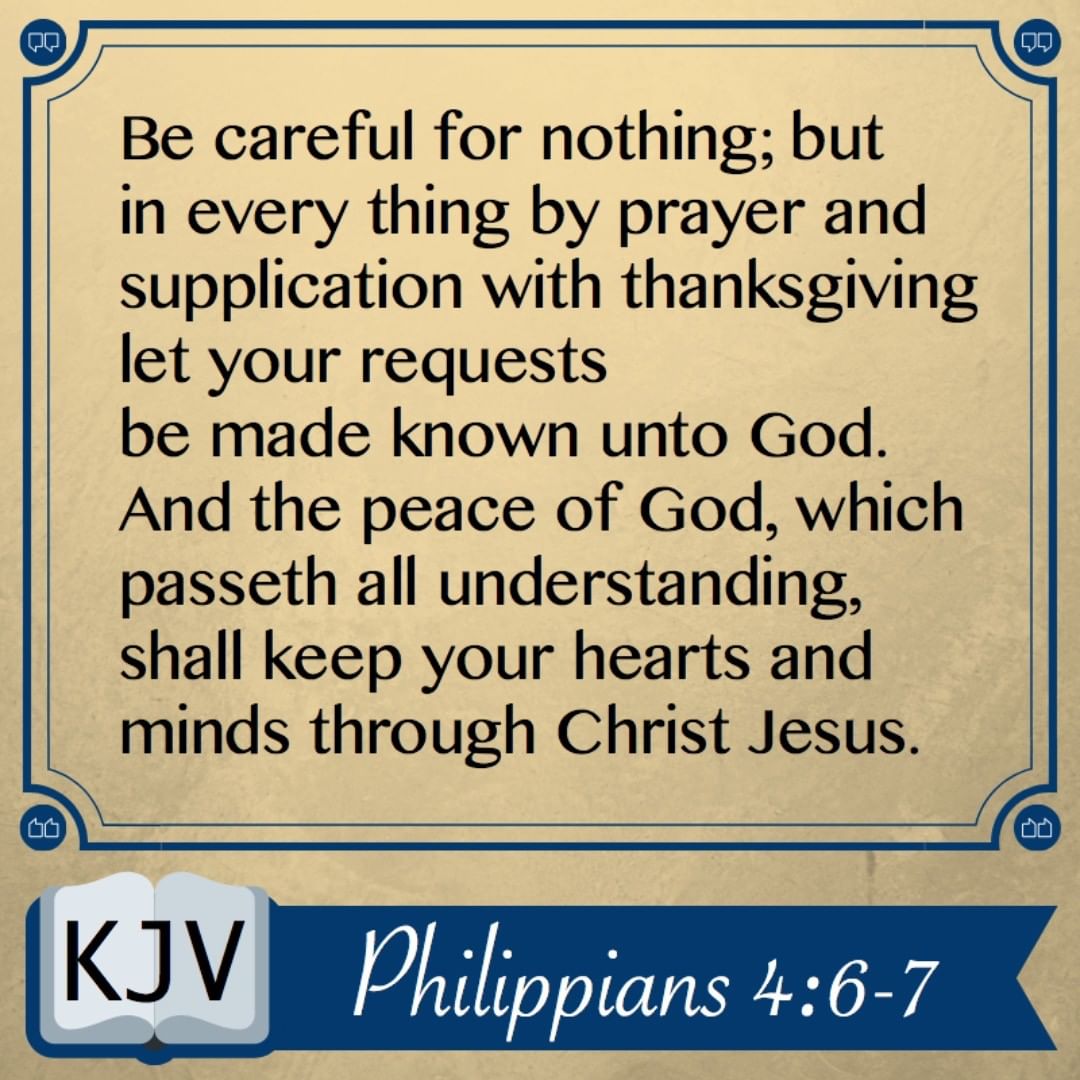 Be careful for nothing; but
in every thing by prayer and
supplication with thanksgiving
let your requests
be made known unto God.
And the peace of God, which
passeth all understanding,
shall keep your hearts and
minds through Christ Jesus.
KJV
Philippians 4:6-7